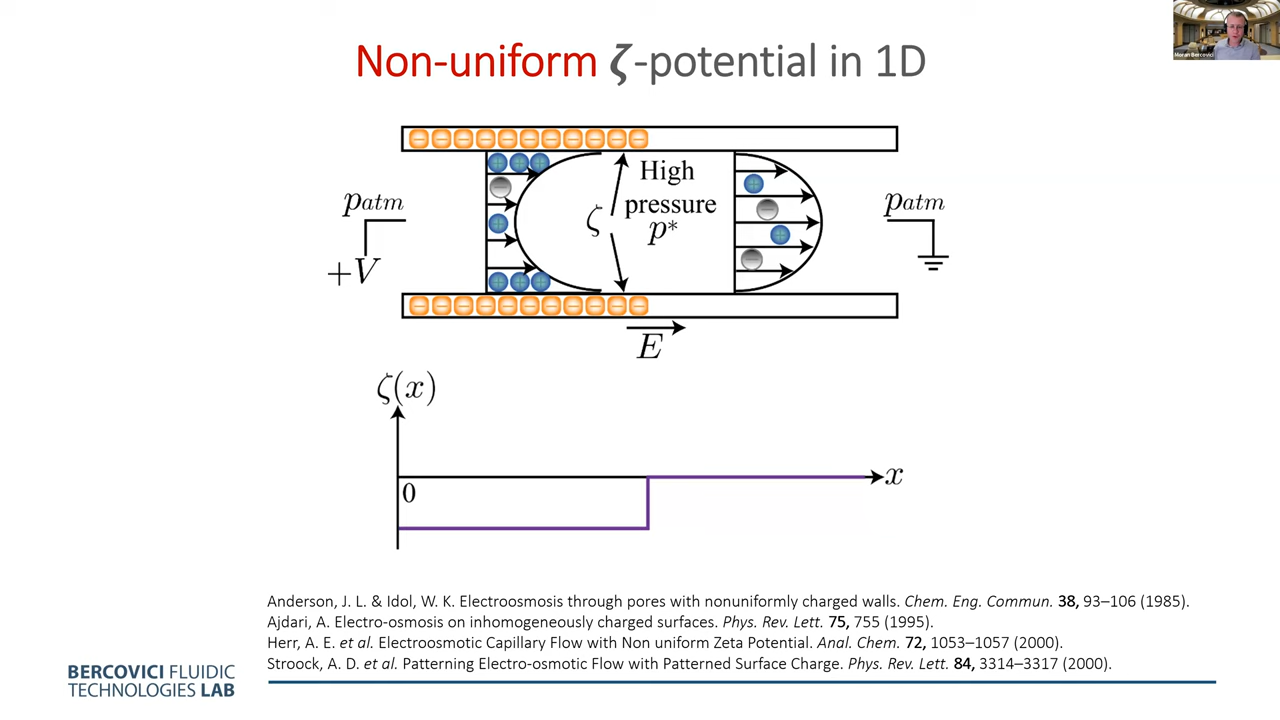 Non-uniform ζ-potential in 1D
Moran Bercovici
High
pressure
p*
ζ
patm
+V
patm
E
ζ(x)
0
x
Anderson, J. L. & Idol, W. K. Electroosmosis through pores with nonuniformly charged walls. Chem. Eng. Commun. 38, 93–106 (1985).
Ajdari, A. Electro-osmosis on inhomogeneously charged surfaces. Phys. Rev. Lett. 75, 755 (1995).
Herr, A. E. et al. Electroosmotic Capillary Flow with Non uniform Zeta Potential. Anal. Chem. 72, 1053–1057 (2000).
Stroock, A. D. et al. Patterning Electro-osmotic Flow with Patterned Surface Charge. Phys. Rev. Lett. 84, 3314–3317 (2000).
BERCOVICI FLUIDIC
TECHNOLOGIES LAB